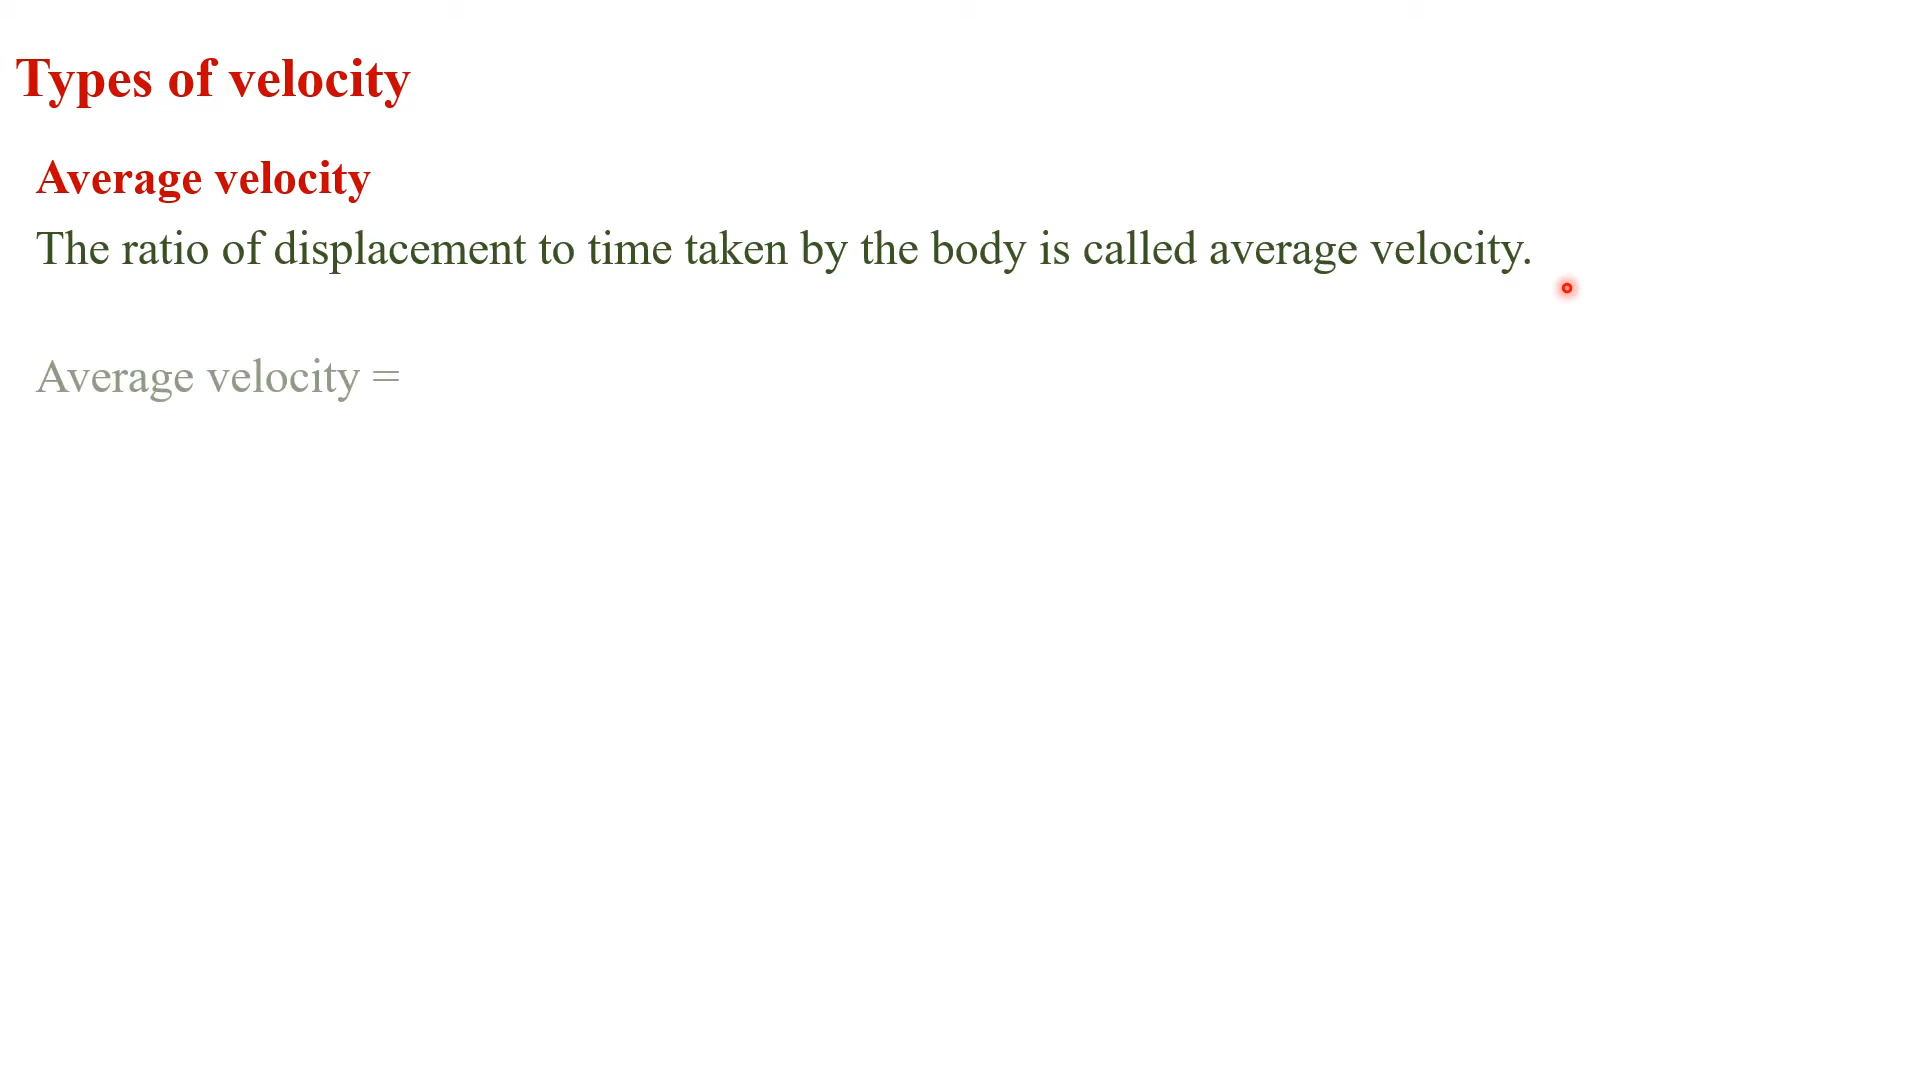 Types of velocity
Average velocity
The ratio of displacement to time taken by the body is called average velocity.
Average velocity =